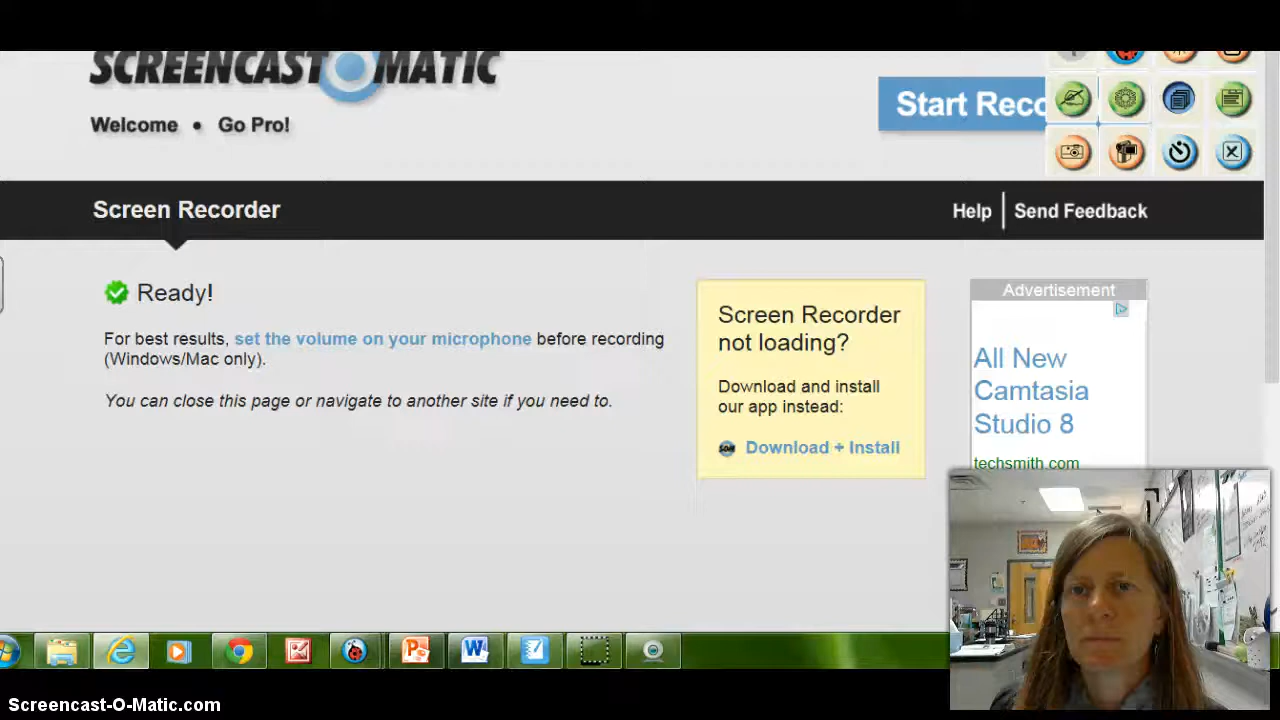 SCREENCAST-O-MATIC
Start Reco
Welcome • Go Pro!
Screen Recorder
Help
Send Feedback
Ready!
For best results, set the volume on your microphone before recording
(Windows/Mac only).
You can close this page or navigate to another site if you need to.
Screen Recorder
not loading?
Download and install
our app instead:
SOM
Download + Install
Advertisement
All New
Camtasia
Studio 8
techsmith.com
Screencast-O-Matic.com